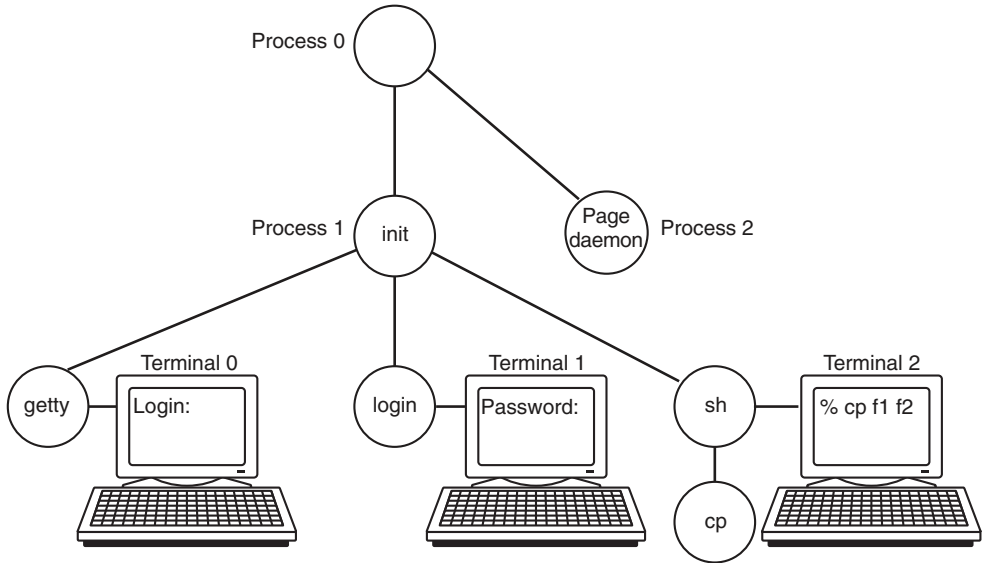 Process 0
Process 1
init
Page
daemon
Process 2
Terminal 0
Terminal 1
Terminal 2
getty
Login:
login
Password:
sh
% cp f1 f2
cp